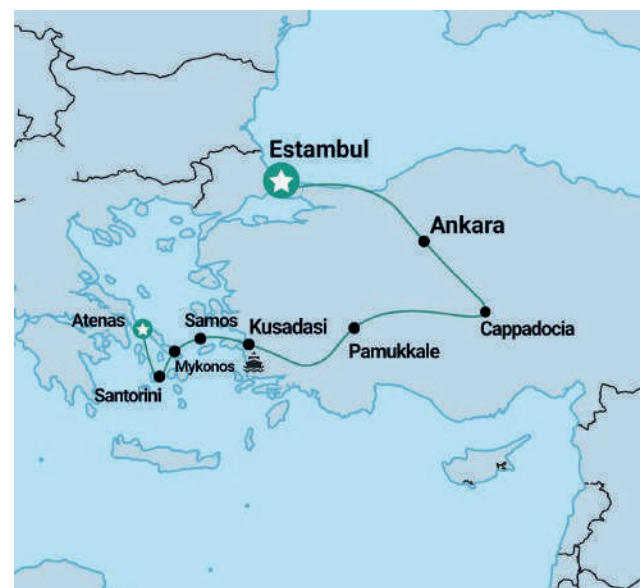 Estambul
Ankara
Atenas
Samos
Kusadasi
Cappadocia
Pamukkale
Mykonos
Santorini